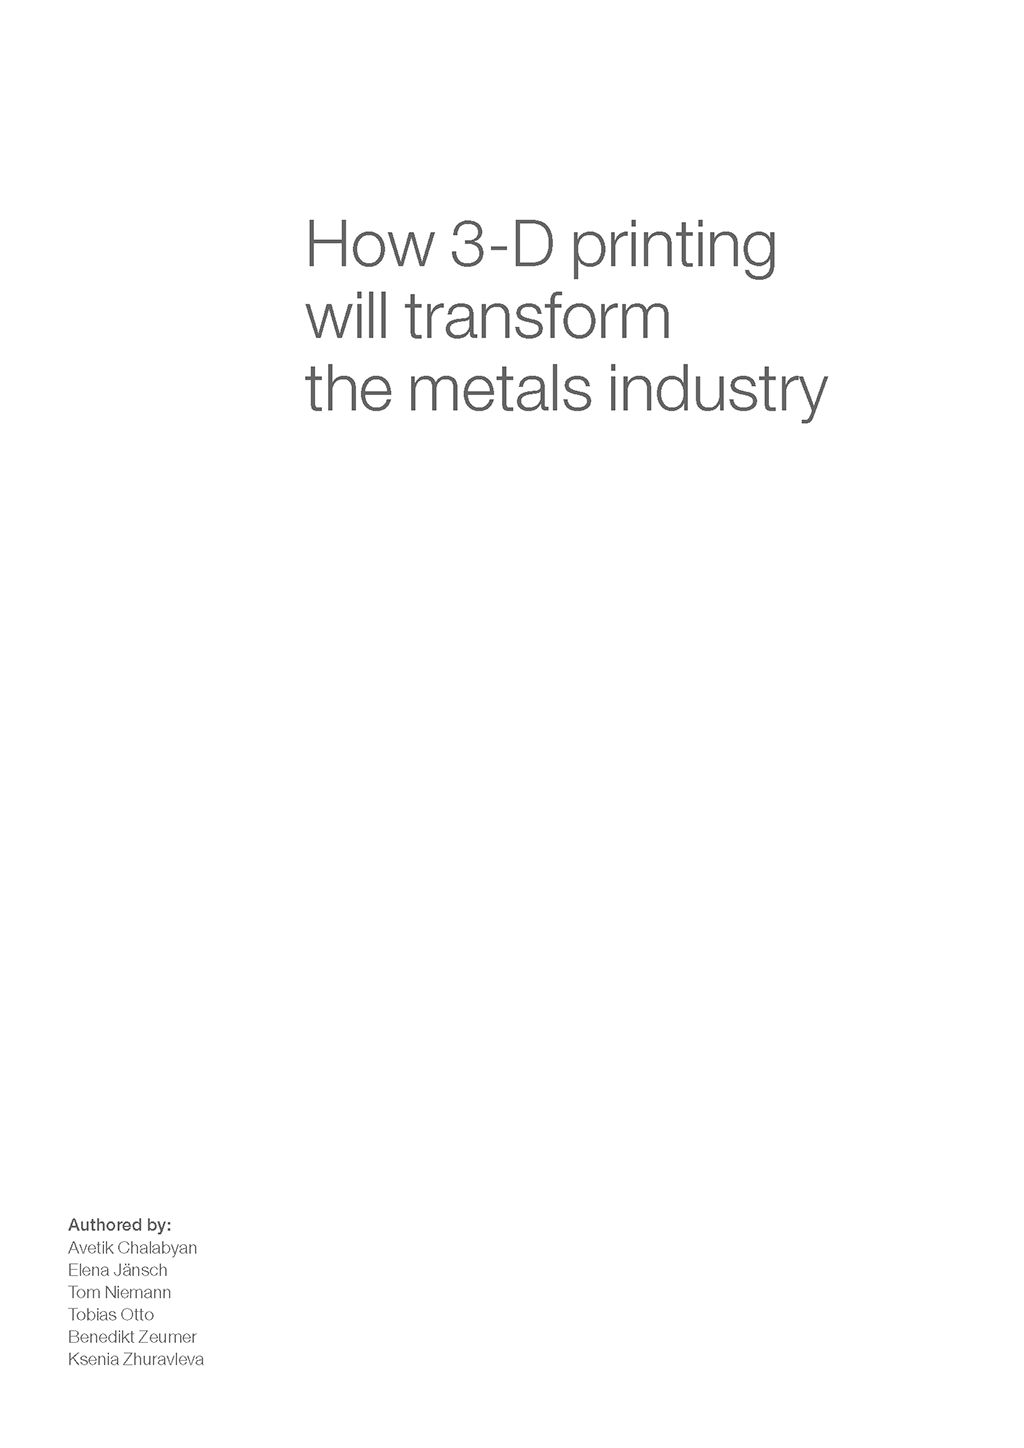 How 3-D printing
will transform
the metals industry
Authored by:
Avetik Chalabyan
Elena Jänsch
Tom Niemann
Tobias Otto
Benedikt Zeumer
Ksenia Zhuravleva